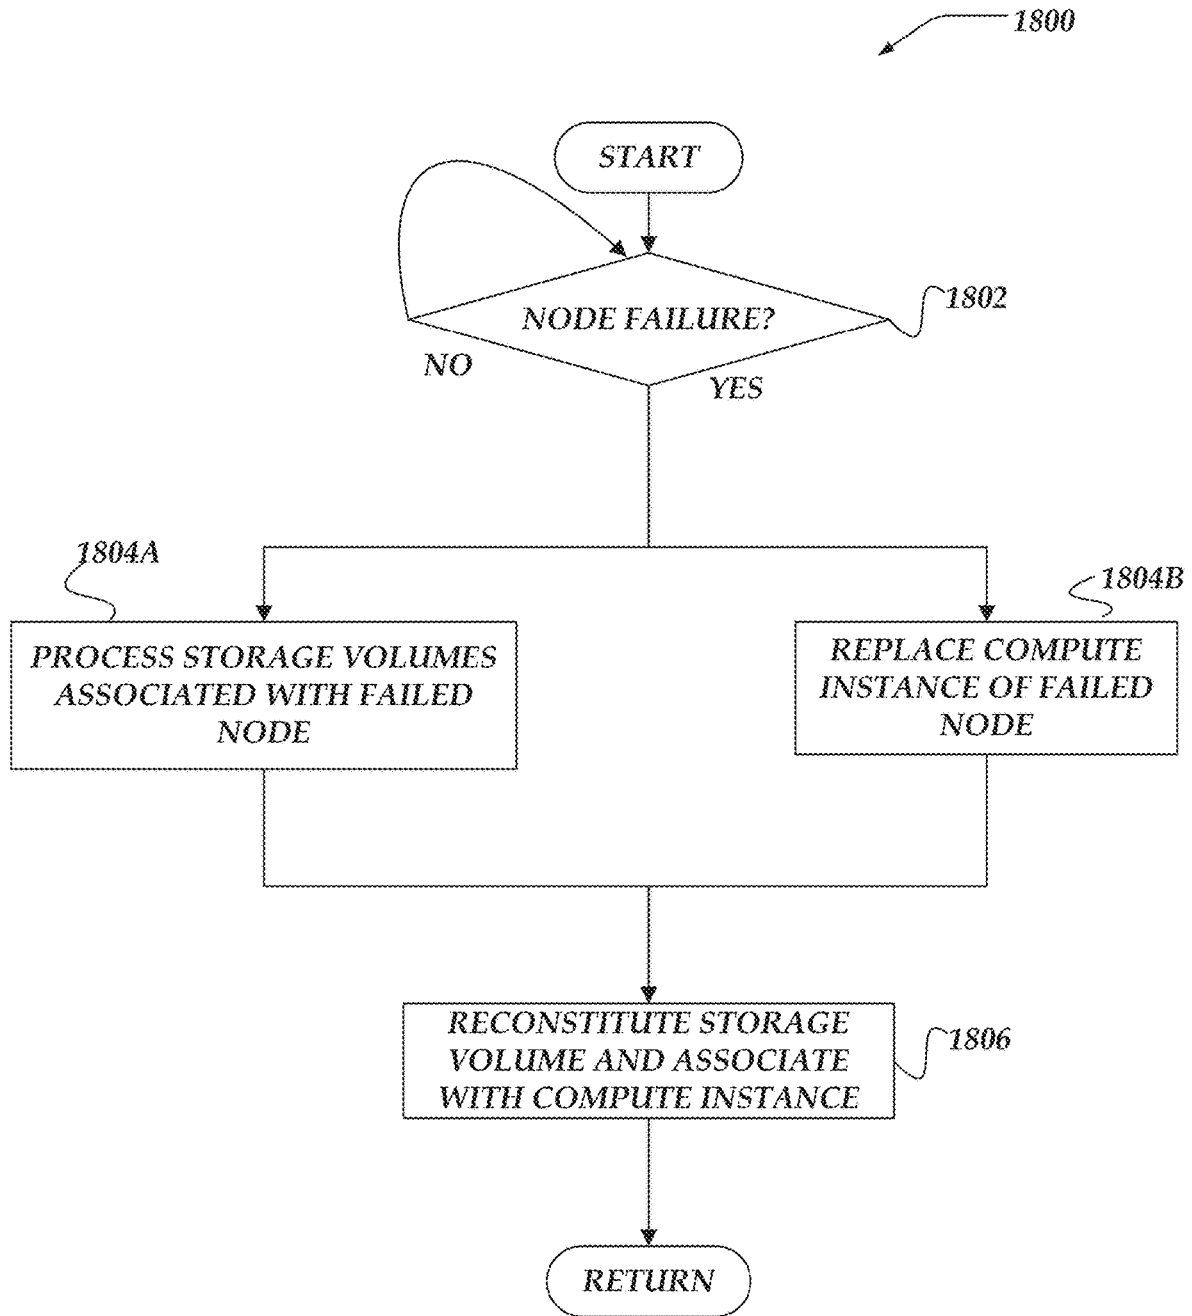 1800
START
NODE FAILURE?
1802
NO
YES
1804A
1804B
PROCESS STORAGE VOLUMES
ASSOCIATED WITH FAILED
NODE
REPLACE COMPUTE
INSTANCE OF FAILED
NODE
RECONSTITUTE STORAGE
VOLUME AND ASSOCIATE
WITH COMPUTE INSTANCE
1806
RETURN